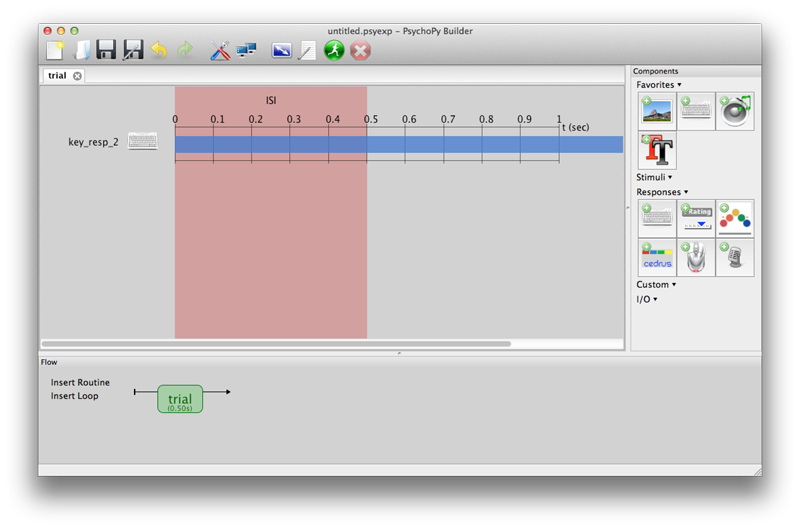 untitled.psyexp – PsychoPy Builder
trial
Components
Favorites
ISI
0 0.1 0.2 0.3 0.4 0.5 0.6 0.7 0.8 0.9 1
t (sec)
key_resp_2
TT
Stimuli
Responses
Rating
cedrus
Custom
I/O
Flow
Insert Routine
Insert Loop
trial
(0.50s)